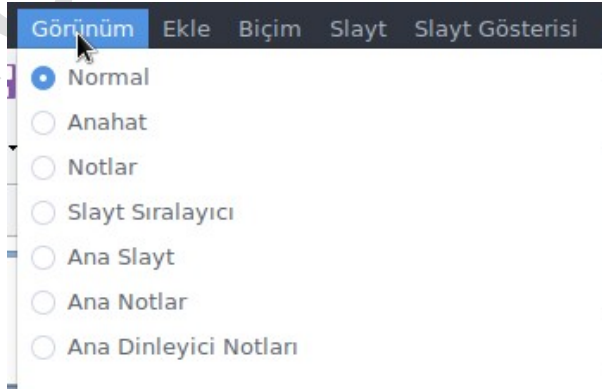 Görünüm Ekle Biçim Slayt Slayt Gösterisi
Normal
Anahat
Notlar
Slayt Sıralayıcı
Ana Slayt
Ana Notlar
Ana Dinleyici Notları